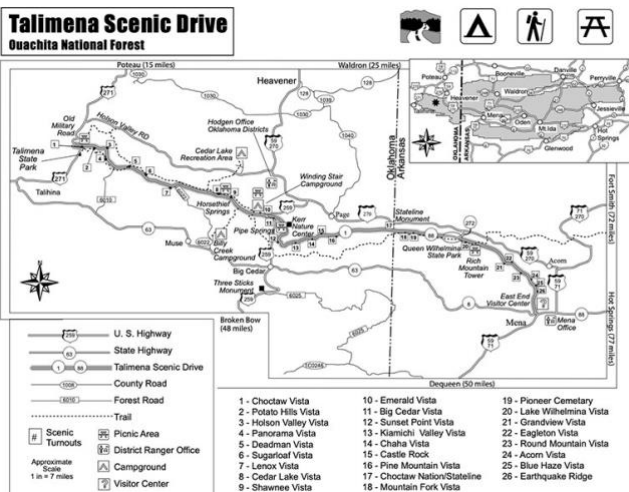 Talimena Scenic Drive
Ouachita National Forest
Poteau (15 miles)
Waldron (25 miles)
Heavener
Old
Military
Road
Holson Valley RD
Hodgen Office
Oklahoma Districts
Cedar Lake
Recreation Area
Talimena
State
Park
Talihina
Winding Stair
Campground
Horsethief
Springs
Pipe Springs
Kerr
Nature
Center
Page
Oklahoma
Arkansas
Stateline
Monument
Queen Wilhelmina
State Park
Rich
Mountain
Tower
Acorn
Muse
Billy
Creek
Campground
Big Cedar
Three Sticks
Monument
East End
Visitor Center
Mena
Mena
Office
Broken Bow
(48 miles)
Dequeen (50 miles)
Fort Smith (72 miles)
Hot Springs (77 miles)
Poteau
Heavener
Booneville
Danville
Perryville
Waldron
Jessieville
Mena
Oden
Mt.Ida
Hot
Springs
Glenwood
OKLAHOMA
ARKANSAS
U. S. Highway
63
State Highway
1
88
Talimena Scenic Drive
County Road
Forest Road
Trail
#
Scenic
Turnouts
Picnic Area
District Ranger Office
Campground
Visitor Center
Approximate
Scale
1 in = 7 miles
1 - Choctaw Vista
2 - Potato Hills Vista
3 - Holson Valley Vista
4 - Panorama Vista
5 - Deadman Vista
6 - Sugarloaf Vista
7 - Lenox Vista
8 - Cedar Lake Vista
9 - Shawnee Vista
10 - Emerald Vista
11 - Big Cedar Vista
12 - Sunset Point Vista
13 - Kiamichi Valley Vista
14 - Chaha Vista
15 - Castle Rock
16 - Pine Mountain Vista
17 - Choctaw Nation/Stateline
18 - Mountain Fork Vista
19 - Pioneer Cemetary
20 - Lake Wilhelmina Vista
21 - Grandview Vista
22 - Eagleton Vista
23 - Round Mountain Vista
24 - Acorn Vista
25 - Blue Haze Vista
26 - Earthquake Ridge